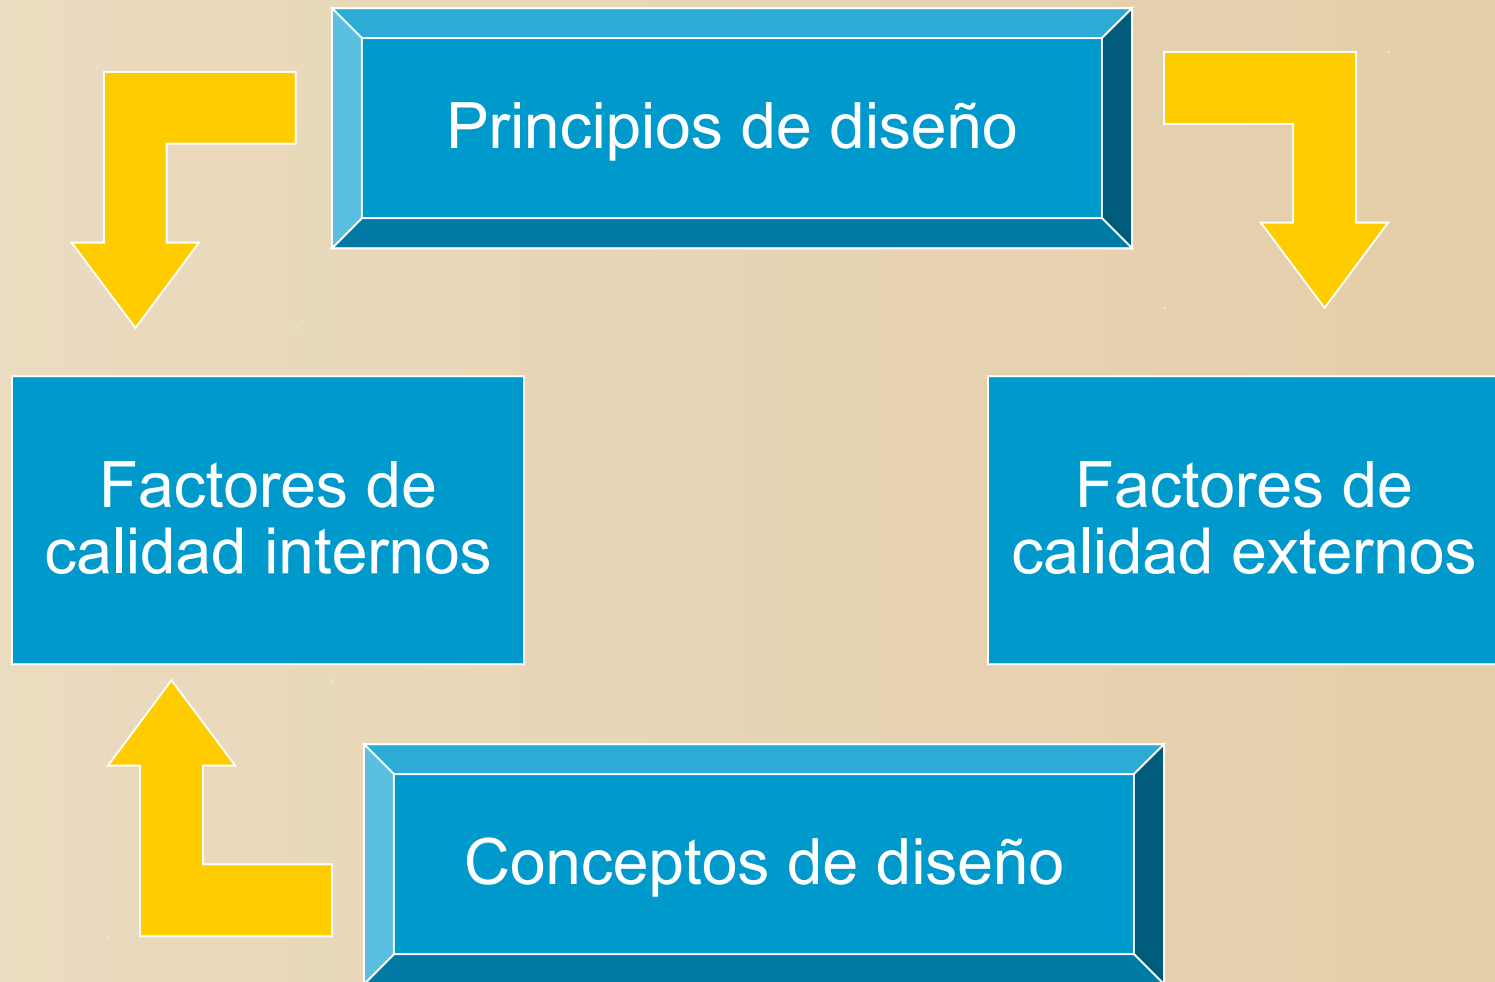 Principios de diseño
Factores de
calidad internos
Factores de
calidad externos
Conceptos de diseño